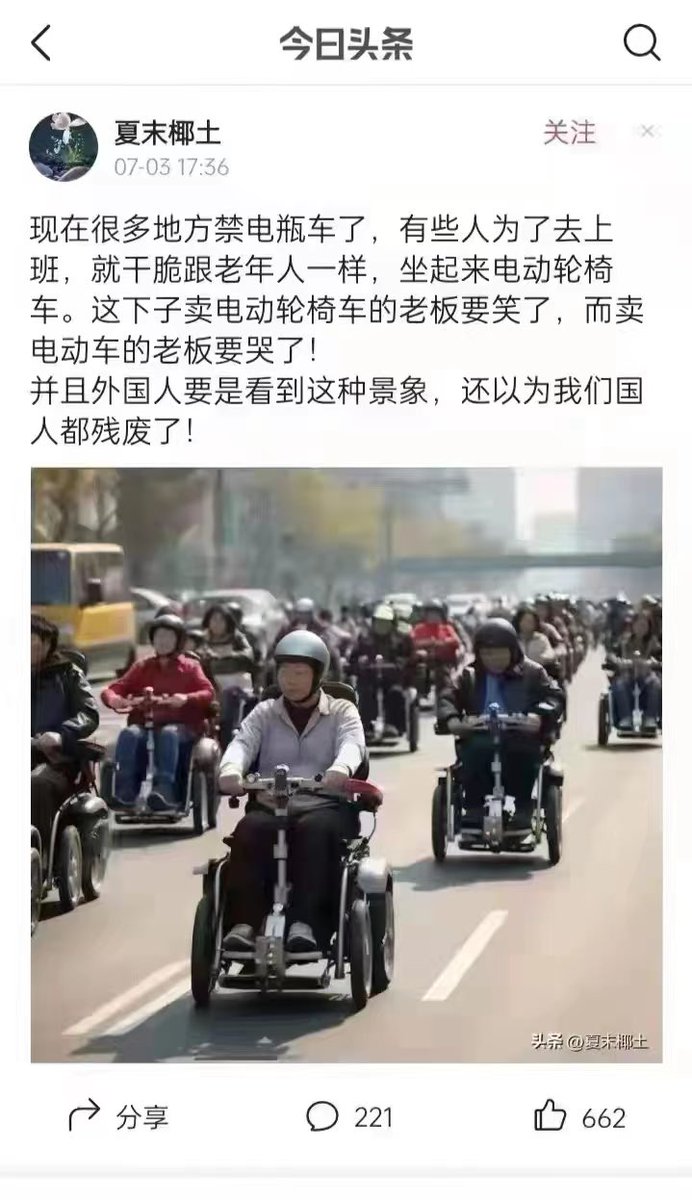 今日头条
夏末椰土
关注
07-03 17:36
现在很多地方禁电瓶车了，有些人为了去上
班，就干脆跟老年人一样，坐起来电动轮椅
车。这下子卖电动轮椅车的老板要笑了，而卖
电动车的老板要哭了！
并且外国人要是看到这种景象，还以为我们国
人都残废了！
头条 @夏末椰土
分享
221
662